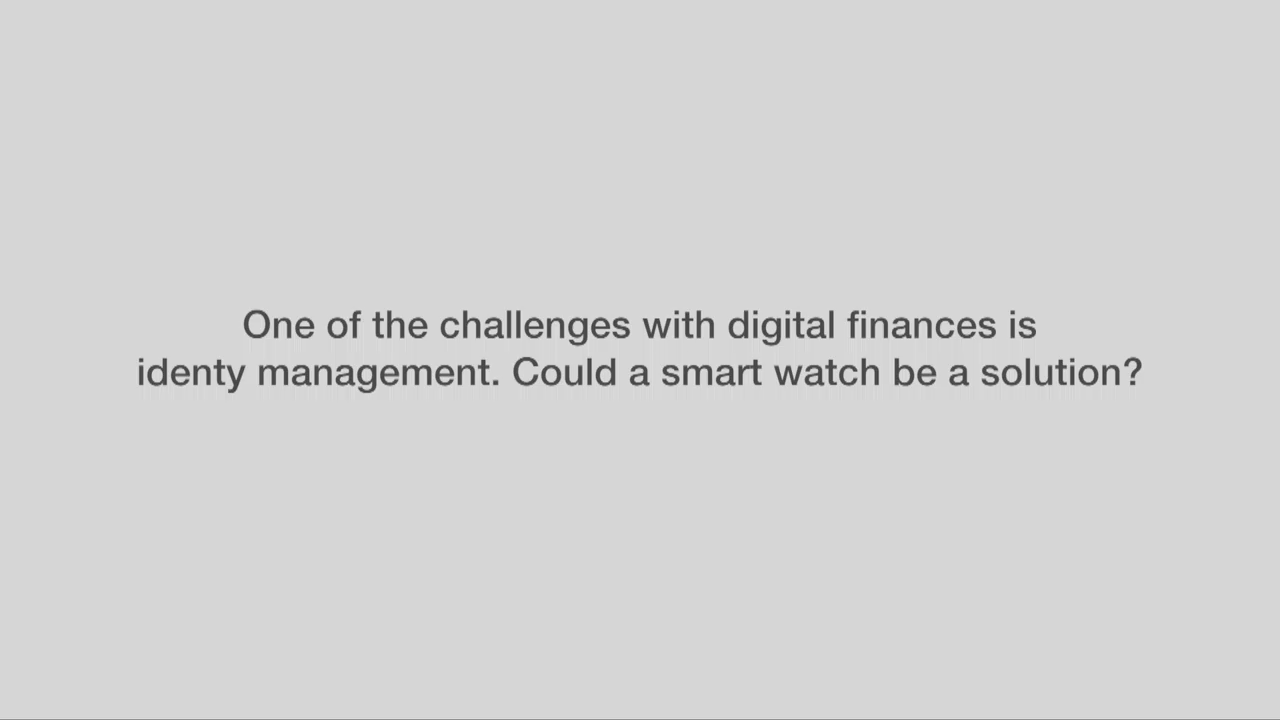 One of the challenges with digital finances is
identy management. Could a smart watch be a solution?